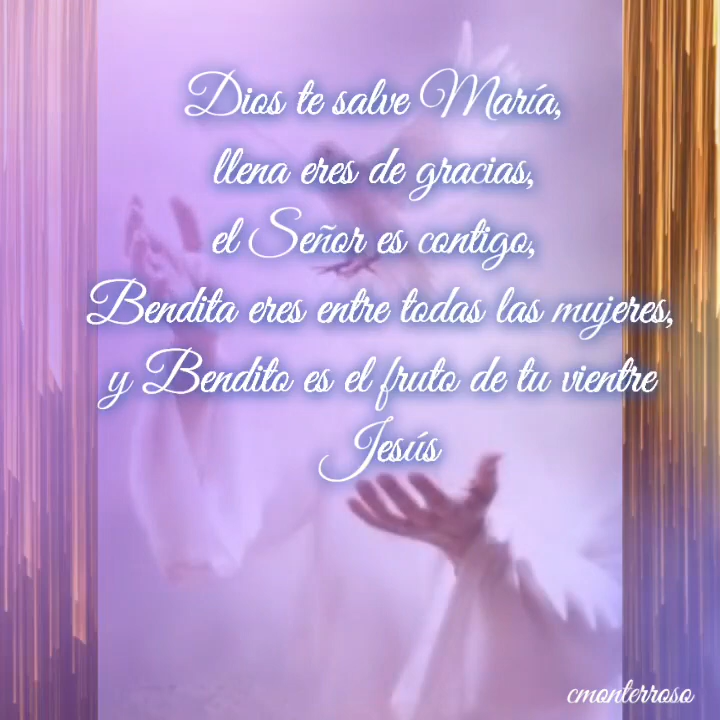 Dios te salve María,
llena eres de gracias,
el Señor es contigo,
Bendita eres entre todas las mujeres,
y Bendito es el fruto de tu vientre
Jesús
cmonterroso